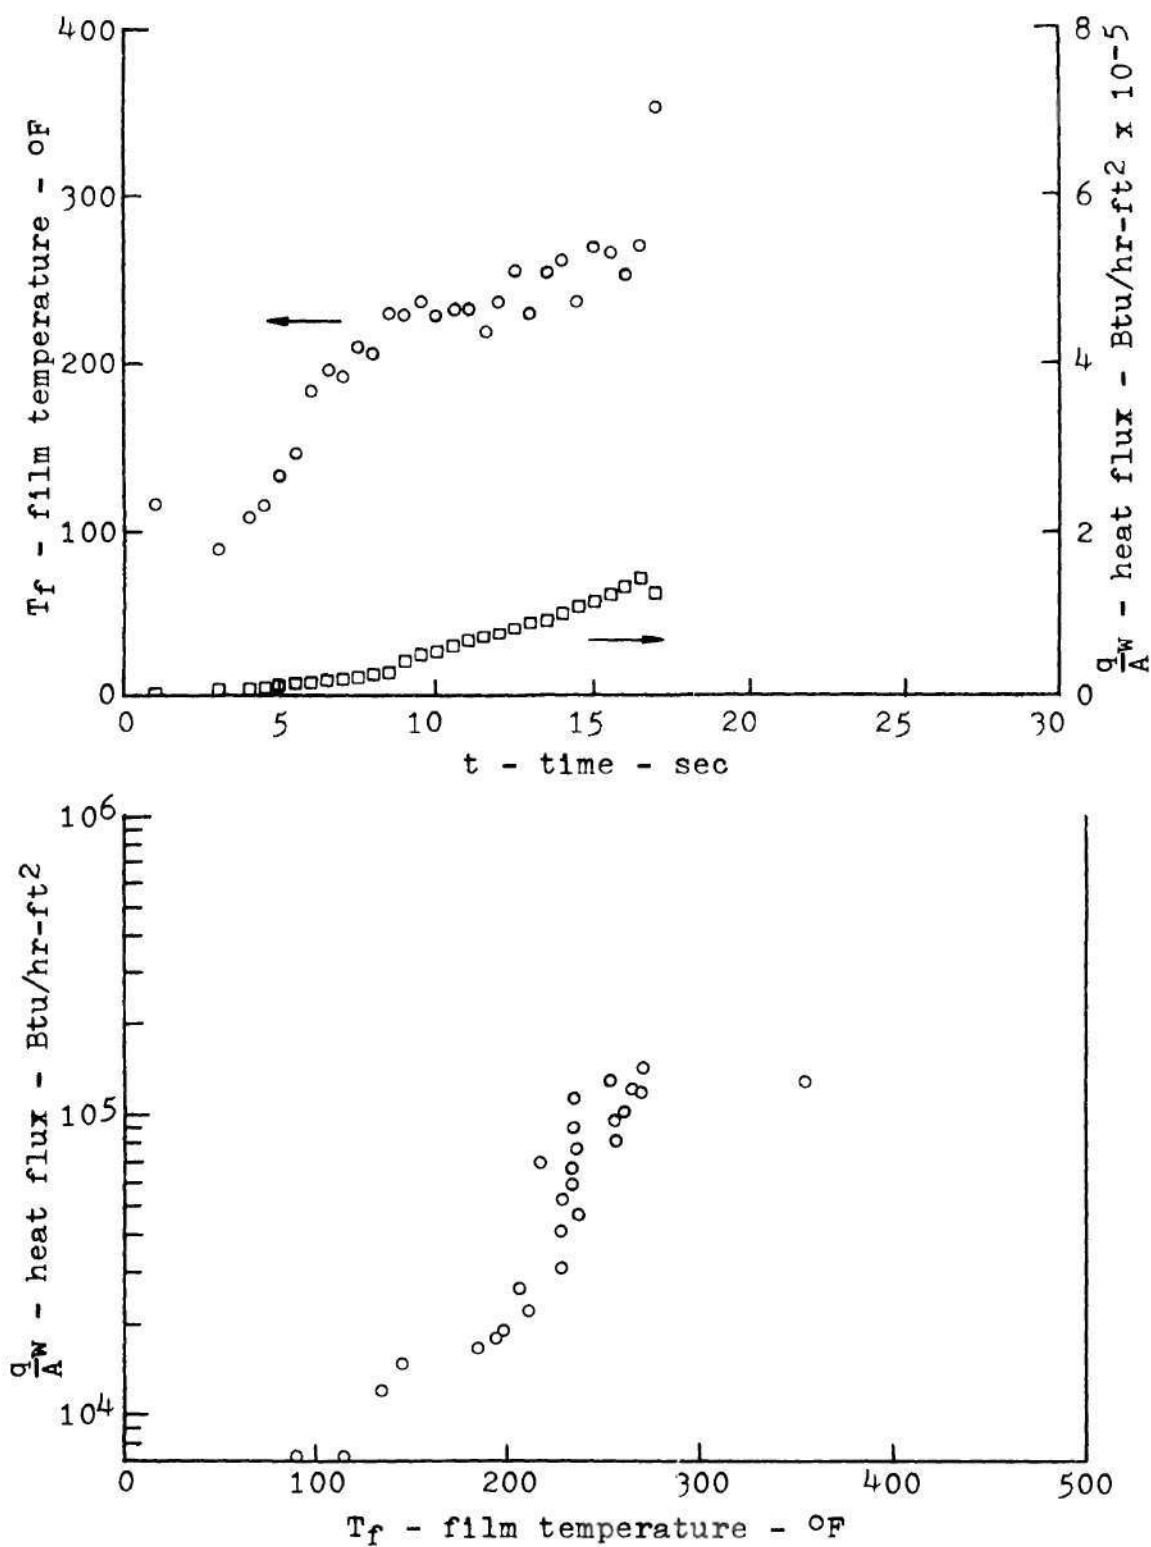 400
300
200
100
0
Tf - film temperature - °F
8
6
4
2
0
q/A w - heat flux - Btu/hr-ft² x 10-5
0 5 10 15 20 25 30
t - time - sec
10⁶
10⁵
10⁴
q/A w - heat flux - Btu/hr-ft²
0 100 200 300 400 500
Tf - film temperature - °F